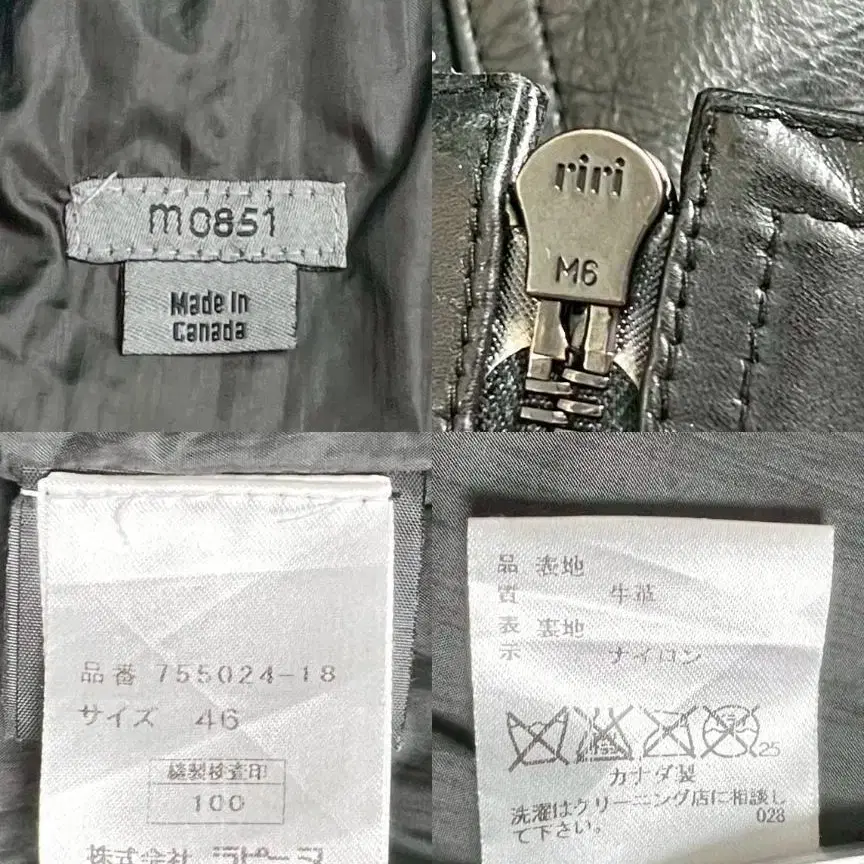 m0851
Made in
Canada
riri
M6
品番 755024-18
サイズ 46
縫製検査印
100
株式会社
品質表示
表地
牛革
裏地
ナイロン
25
カナダ製
洗濯はクリーニング店に相談し
て下さい。
028